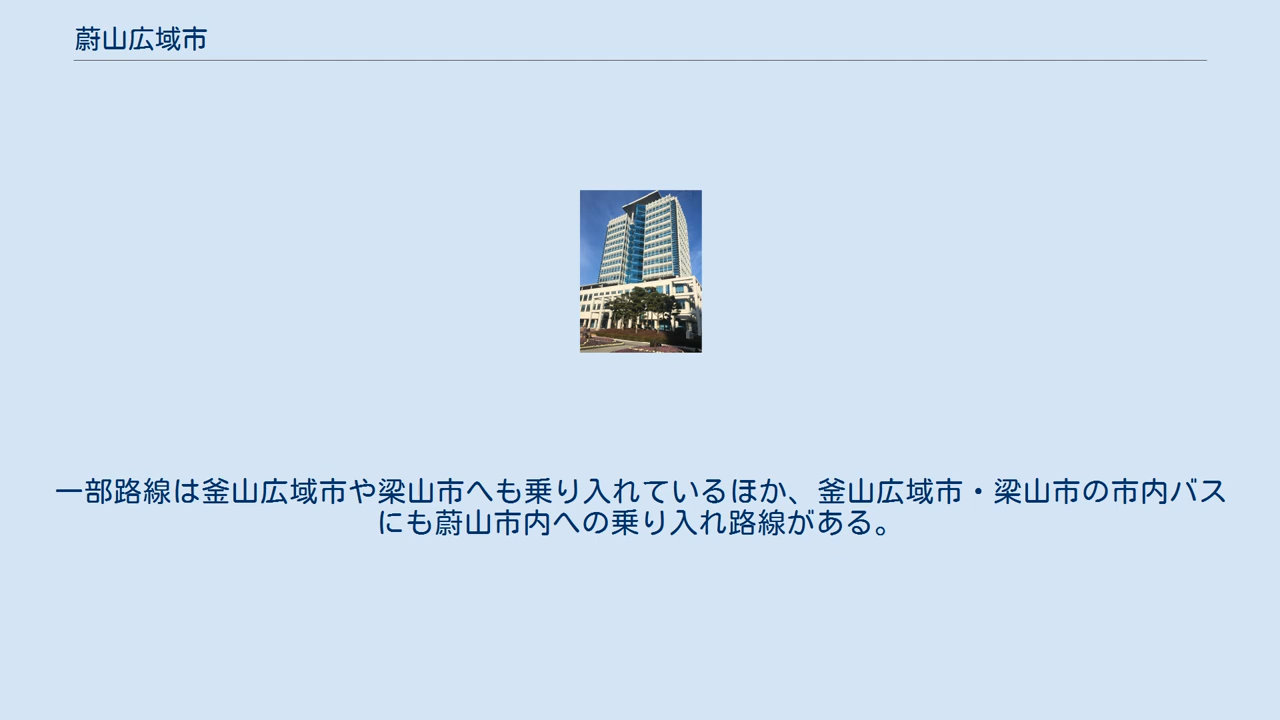 蔚山広域市
一部路線は釜山広域市や梁山市へも乗り入れているほか、釜山広域市・梁山市の市内バス
にも蔚山市内への乗り入れ路線がある。